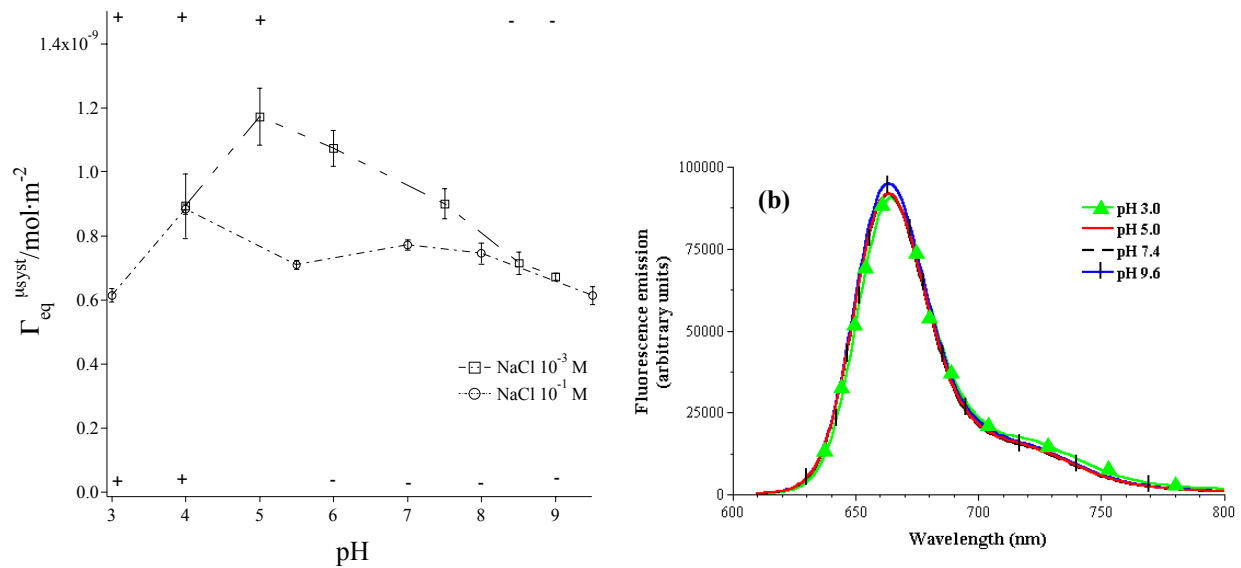 + + + - -
1.4x10⁻⁹
1.2
1.0
0.8
0.6
0.4
0.2
0.0
Γeq μsyst/mol·m⁻²
NaCl 10⁻³ M
NaCl 10⁻¹ M
+ + - - - -
3 4 5 6 7 8 9
pH
(b)
100000
75000
50000
25000
0
Fluorescence emission
(arbitrary units)
pH 3.0
pH 5.0
pH 7.4
pH 9.6
600 650 700 750 800
Wavelength (nm)